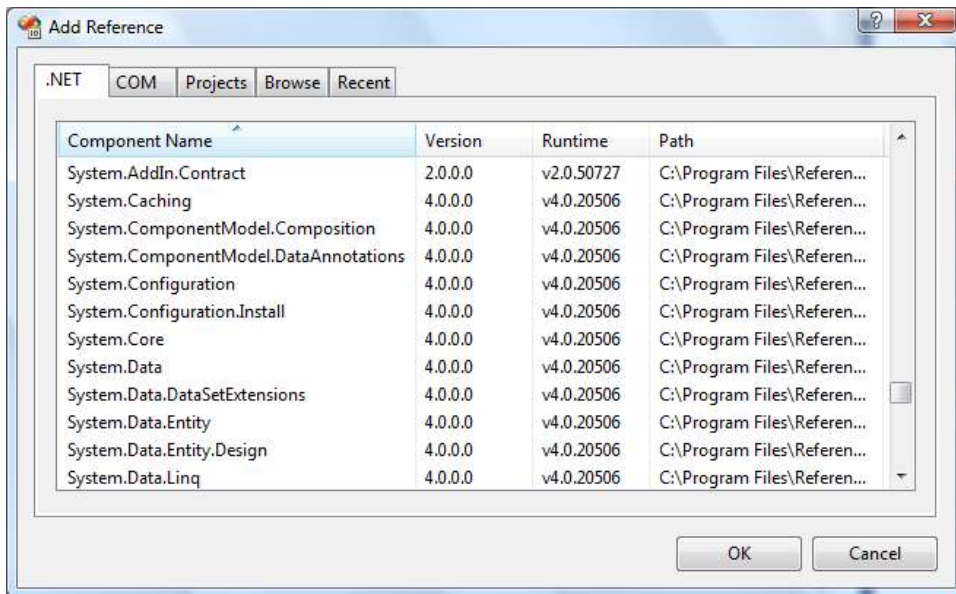 Add Reference
.NET COM Projects Browse Recent
Component Name Version Runtime Path
System.AddIn.Contract 2.0.0.0 v2.0.50727 C:\Program Files\Referen...
System.Caching 4.0.0.0 v4.0.20506 C:\Program Files\Referen...
System.ComponentModel.Composition 4.0.0.0 v4.0.20506 C:\Program Files\Referen...
System.ComponentModel.DataAnnotations 4.0.0.0 v4.0.20506 C:\Program Files\Referen...
System.Configuration 4.0.0.0 v4.0.20506 C:\Program Files\Referen...
System.Configuration.Install 4.0.0.0 v4.0.20506 C:\Program Files\Referen...
System.Core 4.0.0.0 v4.0.20506 C:\Program Files\Referen...
System.Data 4.0.0.0 v4.0.20506 C:\Program Files\Referen...
System.Data.DataSetExtensions 4.0.0.0 v4.0.20506 C:\Program Files\Referen...
System.Data.Entity 4.0.0.0 v4.0.20506 C:\Program Files\Referen...
System.Data.Entity.Design 4.0.0.0 v4.0.20506 C:\Program Files\Referen...
System.Data.Linq 4.0.0.0 v4.0.20506 C:\Program Files\Referen...
OK Cancel